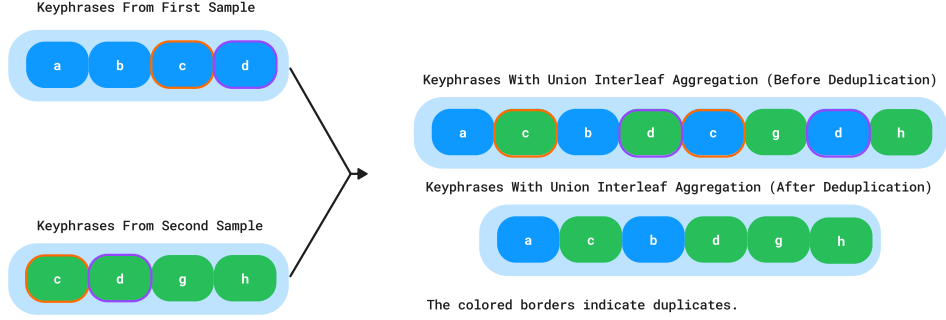 Keyphrases From First Sample
a b c d
Keyphrases From Second Sample
c d g h
Keyphrases With Union Interleaf Aggregation (Before Deduplication)
a c b d c g d h
Keyphrases With Union Interleaf Aggregation (After Deduplication)
a c b d g h
The colored borders indicate duplicates.